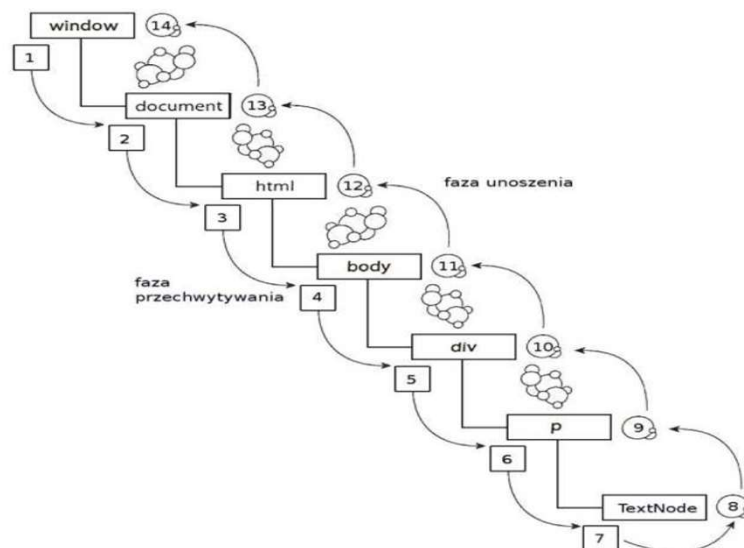 window 14
1
document 13
2
html 12 faza unoszenia
3
body 11
faza
przechwytywania 4
div 10
5
p 9
6
TextNode 8
7